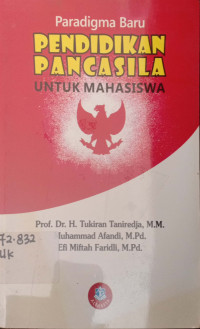 Paradigma Baru
PENDIDIKAN
PANCASILA
UNTUK MAHASISWA
Prof. Dr. H. Tukiran Taniredja, M.M.
Muhammad Afandi, M.Pd.
Efi Miftah Faridli, M.Pd.
72.832
uk